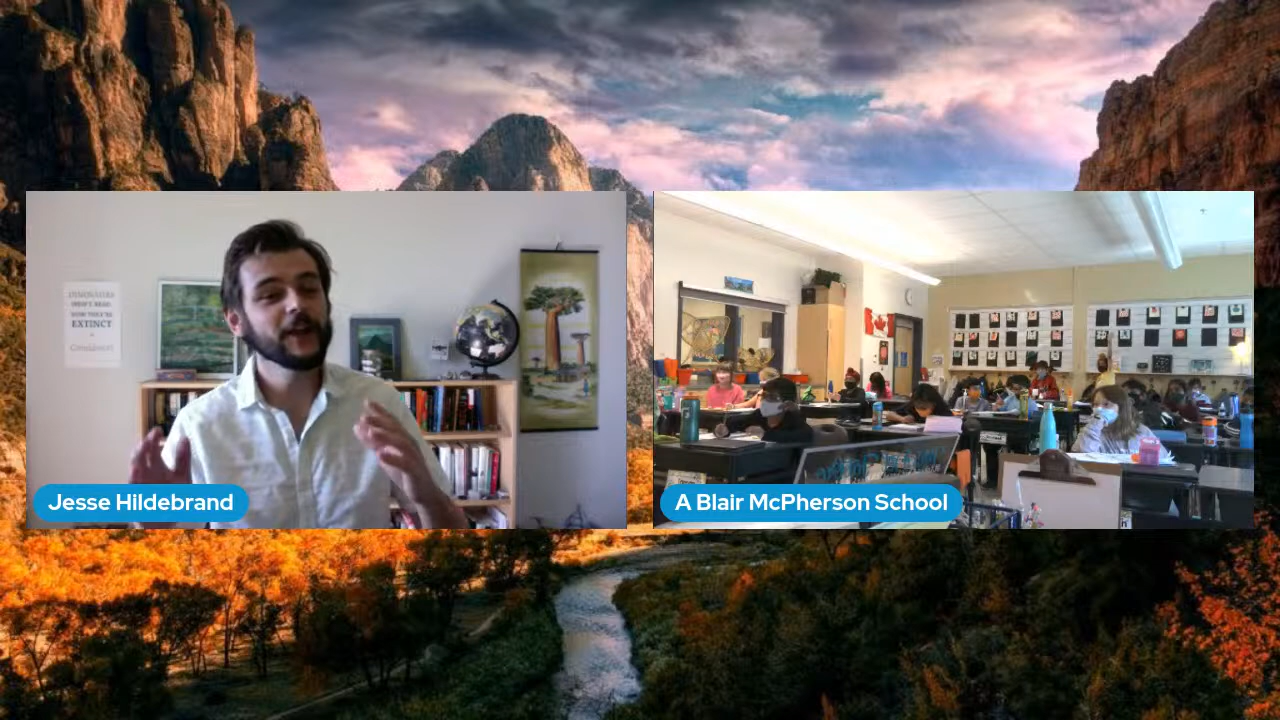 DINOSAURS
DIDN'T READ.
NOW THEY'RE
EXTINCT
Jesse Hildebrand
A Blair McPherson School